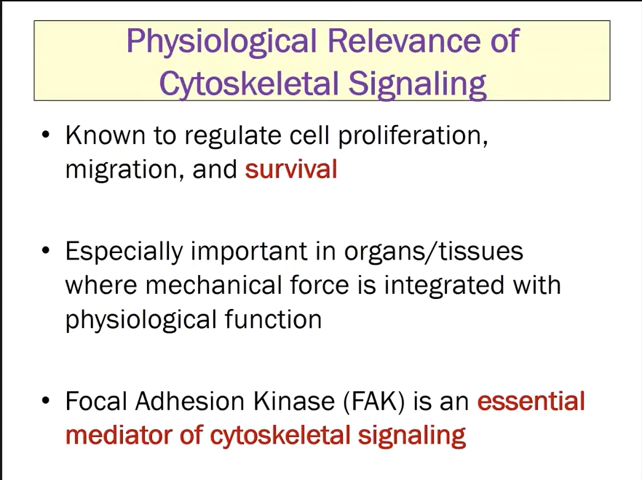 Physiological Relevance of
Cytoskeletal Signaling
• Known to regulate cell proliferation,
migration, and survival
• Especially important in organs/tissues
where mechanical force is integrated with
physiological function
• Focal Adhesion Kinase (FAK) is an essential
mediator of cytoskeletal signaling